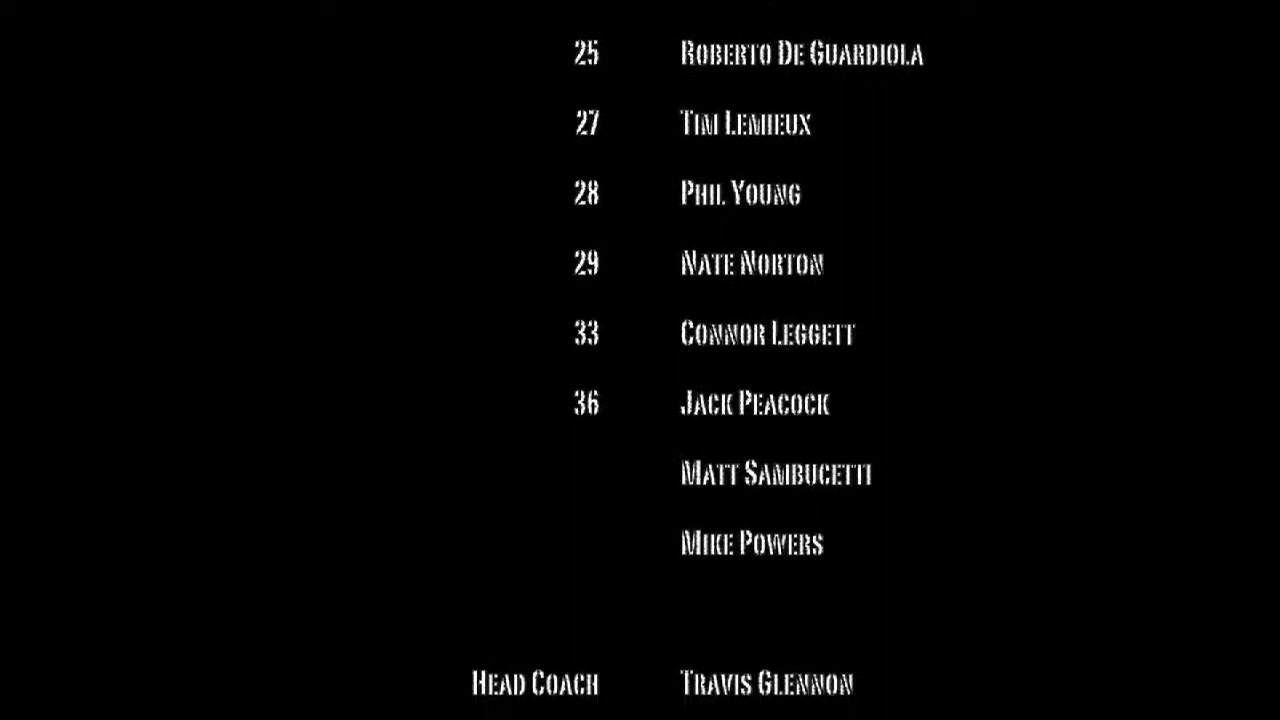 25 Roberto De Guardiola
27 Tim Lemieux
28 Phil Young
29 Nate Norton
33 Connor Leggett
36 Jack Peacock
Matt Sambucetti
Mike Powers
Head Coach Travis Glennon